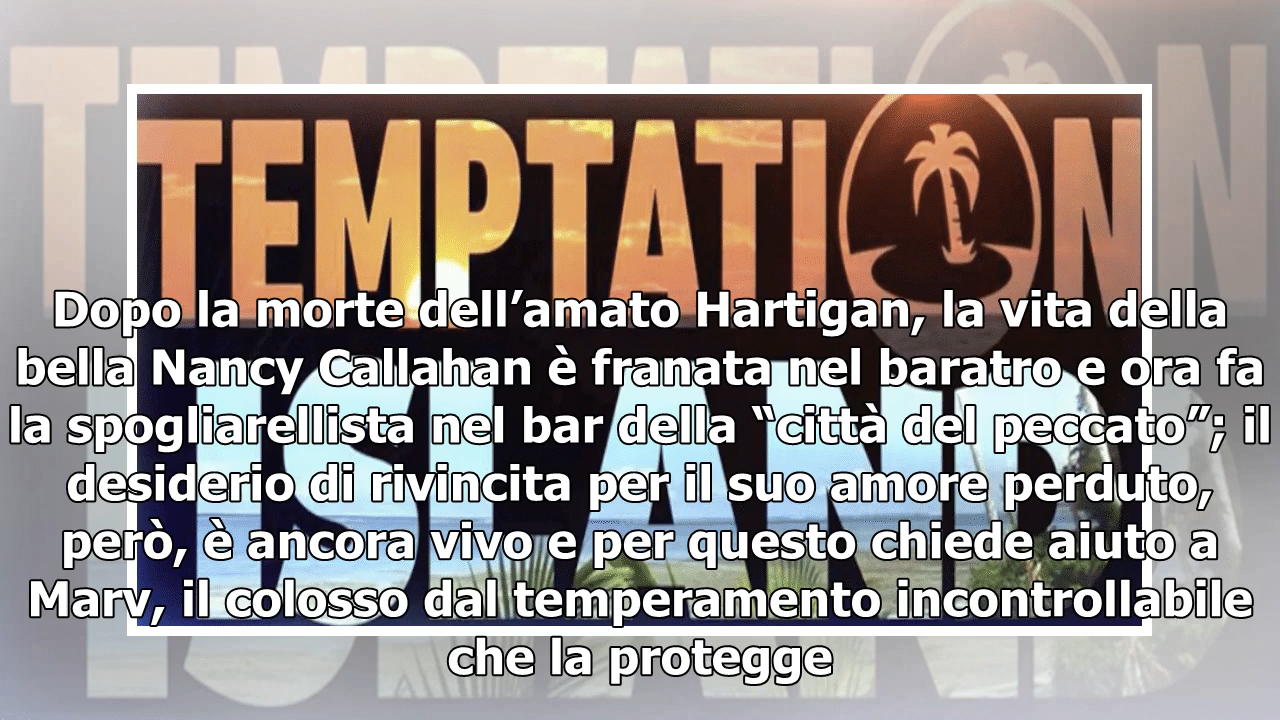 TEMPTATION
ISLAND
Dopo la morte dell’amato Hartigan, la vita della
bella Nancy Callahan è franata nel baratro e ora fa
la spogliarellista nel bar della “città del peccato”; il
desiderio di rivincita per il suo amore perduto,
però, è ancora vivo e per questo chiede aiuto a
Marv, il colosso dal temperamento incontrollabile
che la protegge